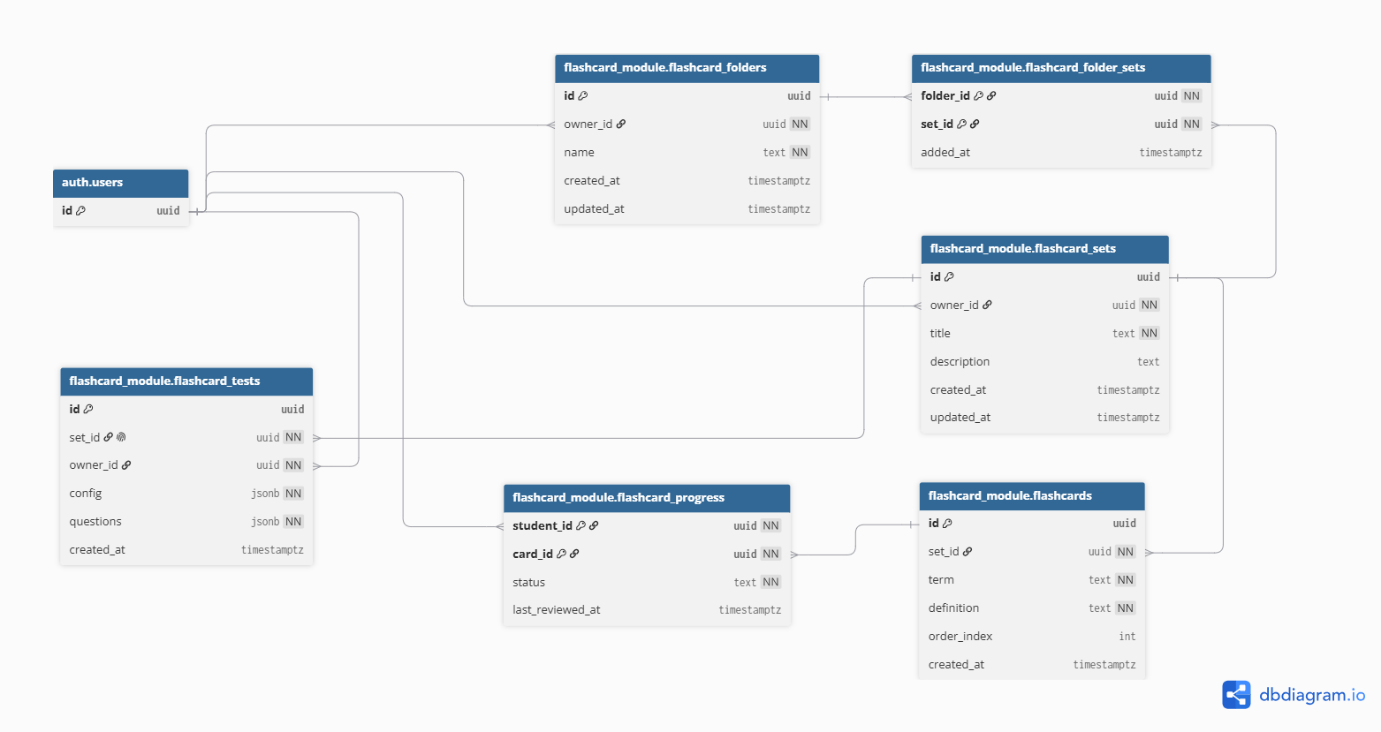 flashcard_module.flashcard_folders
id uuid
owner_id uuid NN
name text NN
created_at timestamptz
updated_at timestamptz
flashcard_module.flashcard_folder_sets
folder_id uuid NN
set_id uuid NN
added_at timestamptz
auth.users
id uuid
flashcard_module.flashcard_sets
id uuid
owner_id uuid NN
title text NN
description text
created_at timestamptz
updated_at timestamptz
flashcard_module.flashcard_tests
id uuid
set_id uuid NN
owner_id uuid NN
config jsonb NN
questions jsonb NN
created_at timestamptz
flashcard_module.flashcard_progress
student_id uuid NN
card_id uuid NN
status text NN
last_reviewed_at timestamptz
flashcard_module.flashcards
id uuid
set_id uuid NN
term text NN
definition text NN
order_index int
created_at timestamptz
dbdiagram.io